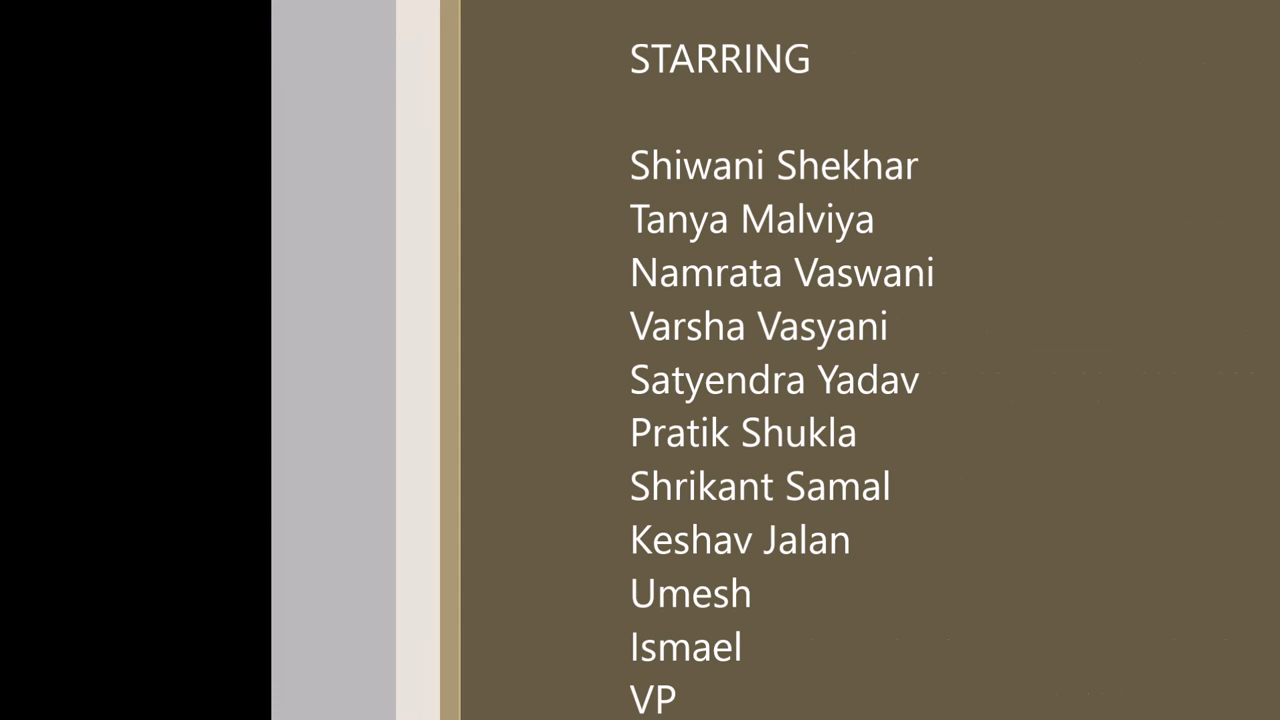 STARRING
Shiwani Shekhar
Tanya Malviya
Namrata Vaswani
Varsha Vasyani
Satyendra Yadav
Pratik Shukla
Shrikant Samal
Keshav Jalan
Umesh
Ismael
VP